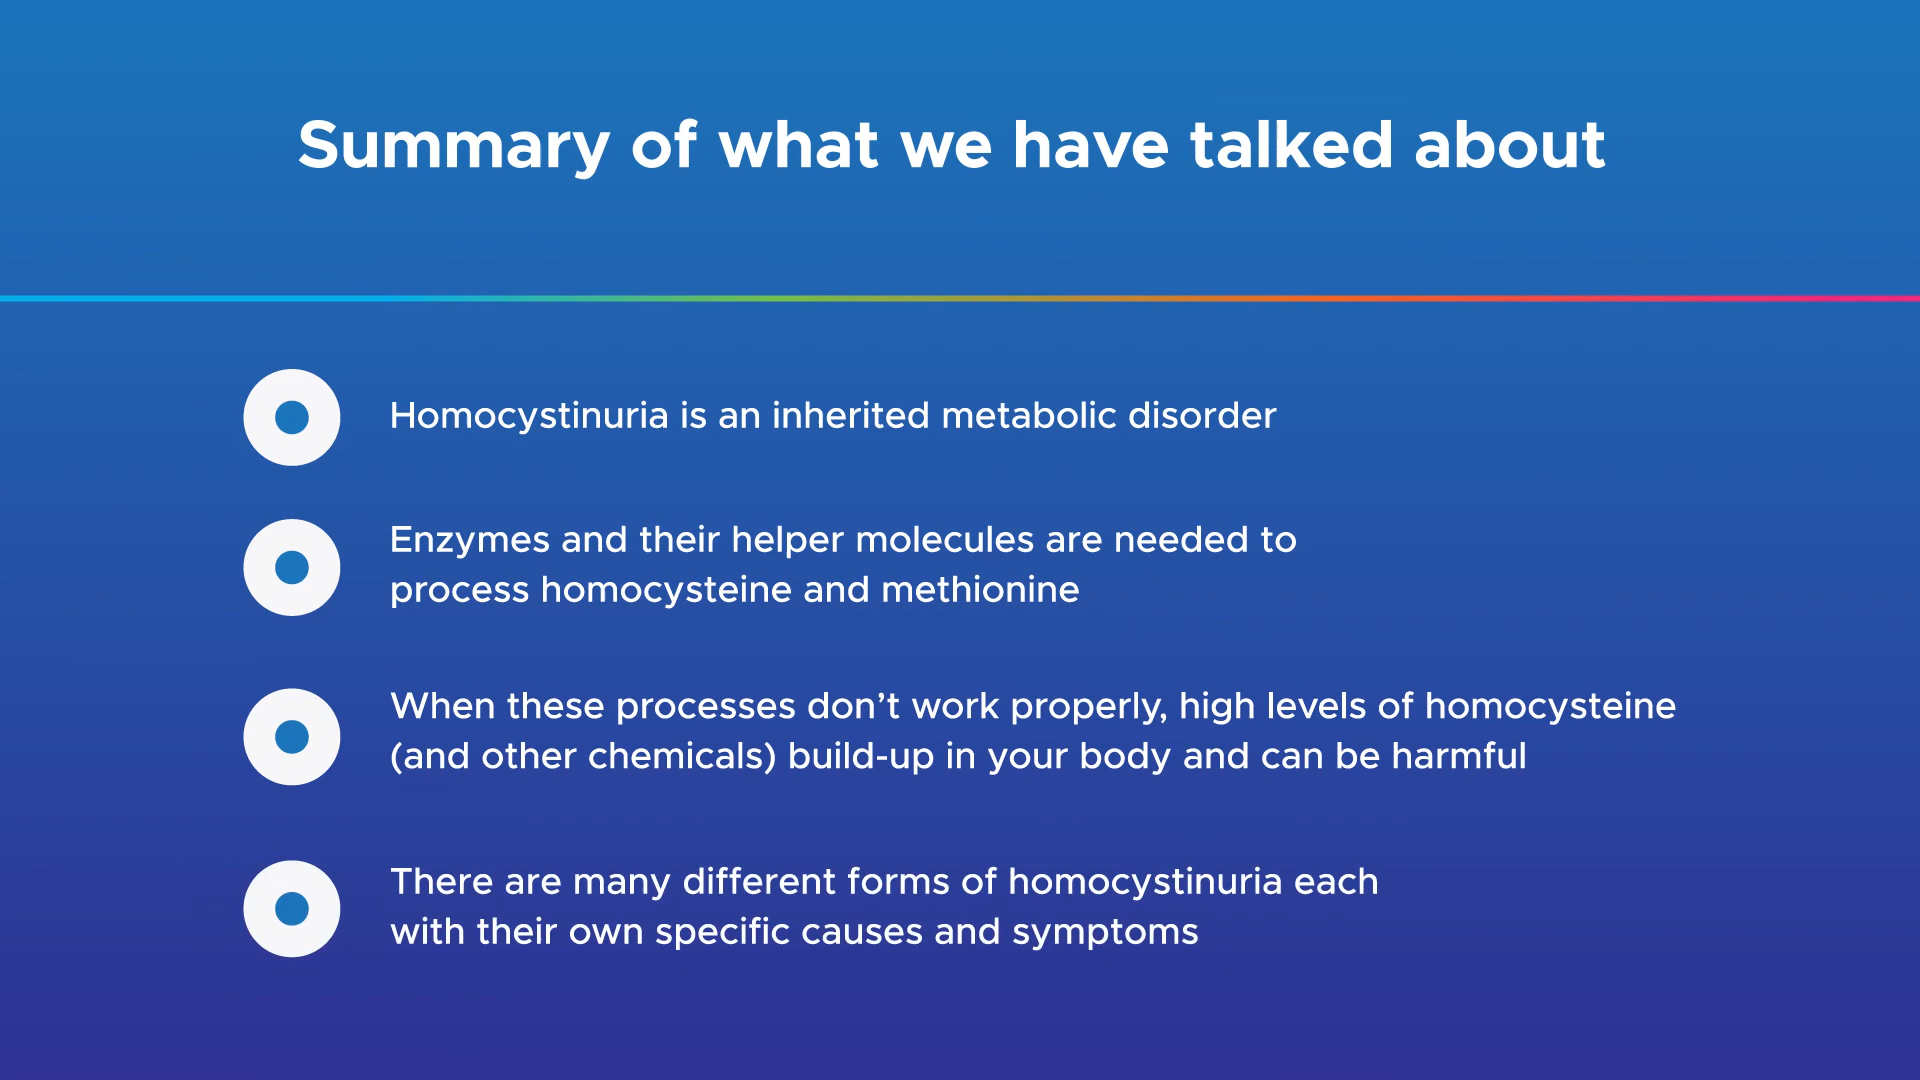 Summary of what we have talked about
Homocystinuria is an inherited metabolic disorder
Enzymes and their helper molecules are needed to
process homocysteine and methionine
When these processes don’t work properly, high levels of homocysteine
(and other chemicals) build-up in your body and can be harmful
There are many different forms of homocystinuria each
with their own specific causes and symptoms